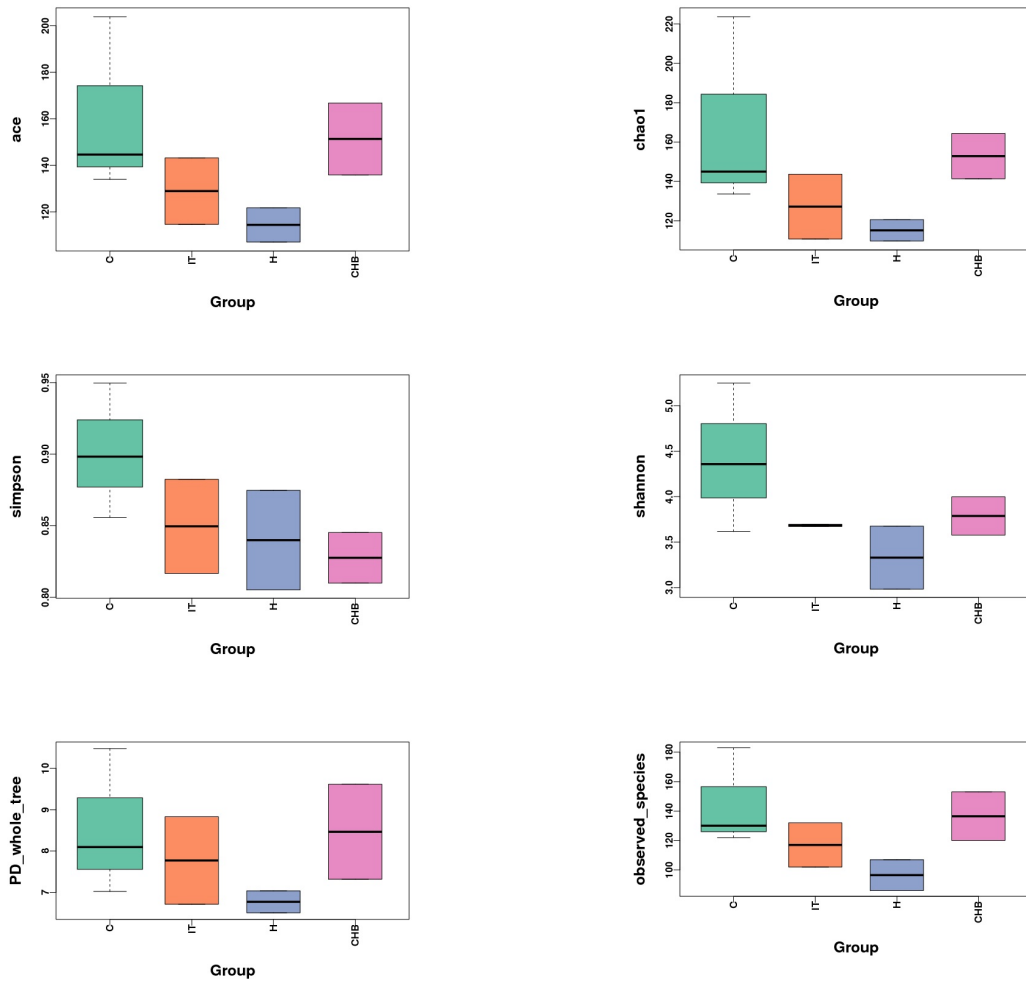 ace
200
180
160
140
120
C
IT
H
CHB
Group
chao1
220
200
180
160
140
120
C
IT
H
CHB
Group
simpson
0.95
0.90
0.85
0.80
C
IT
H
CHB
Group
shannon
5.0
4.5
4.0
3.5
3.0
C
IT
H
CHB
Group
PD_whole_tree
10
9
8
7
C
IT
H
CHB
Group
observed_species
180
160
140
120
100
C
IT
H
CHB
Group